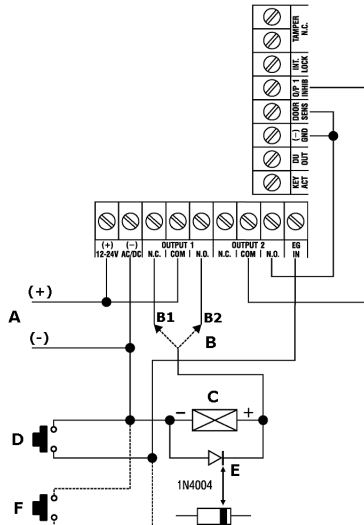 TAMPER
N.C.
INT.
LOCK
O/P 1
INHIB
DOOR
SENS
(-)
GND
DU
OUT
KEY
ACT
(+) (-) OUTPUT 1 OUTPUT 2 EG
12-24V AC/DC N.C. COM N.O. N.C. COM N.O. IN
(+)
A B1 B2
(-) B
C
- +
D
E
1N4004
F